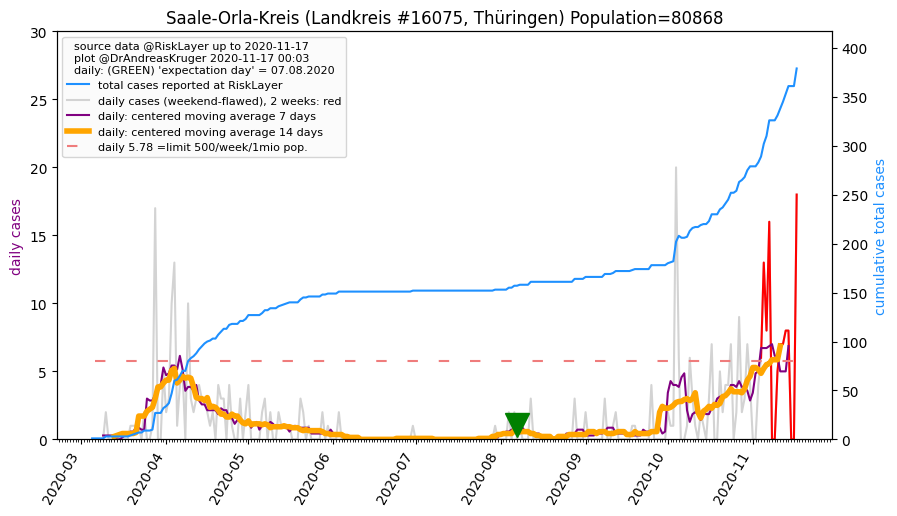 Saale-Orla-Kreis (Landkreis #16075, Thüringen) Population=80868
source data @RiskLayer up to 2020-11-17
plot @DrAndreasKruger 2020-11-17 00:03
daily: (GREEN) 'expectation day' = 07.08.2020
total cases reported at RiskLayer
daily cases (weekend-flawed), 2 weeks: red
daily: centered moving average 7 days
daily: centered moving average 14 days
daily 5.78 =limit 500/week/1mio pop.
daily cases
30
25
20
15
10
5
0
cumulative total cases
400
350
300
250
200
150
100
50
0
2020-03
2020-04
2020-05
2020-06
2020-07
2020-08
2020-09
2020-10
2020-11